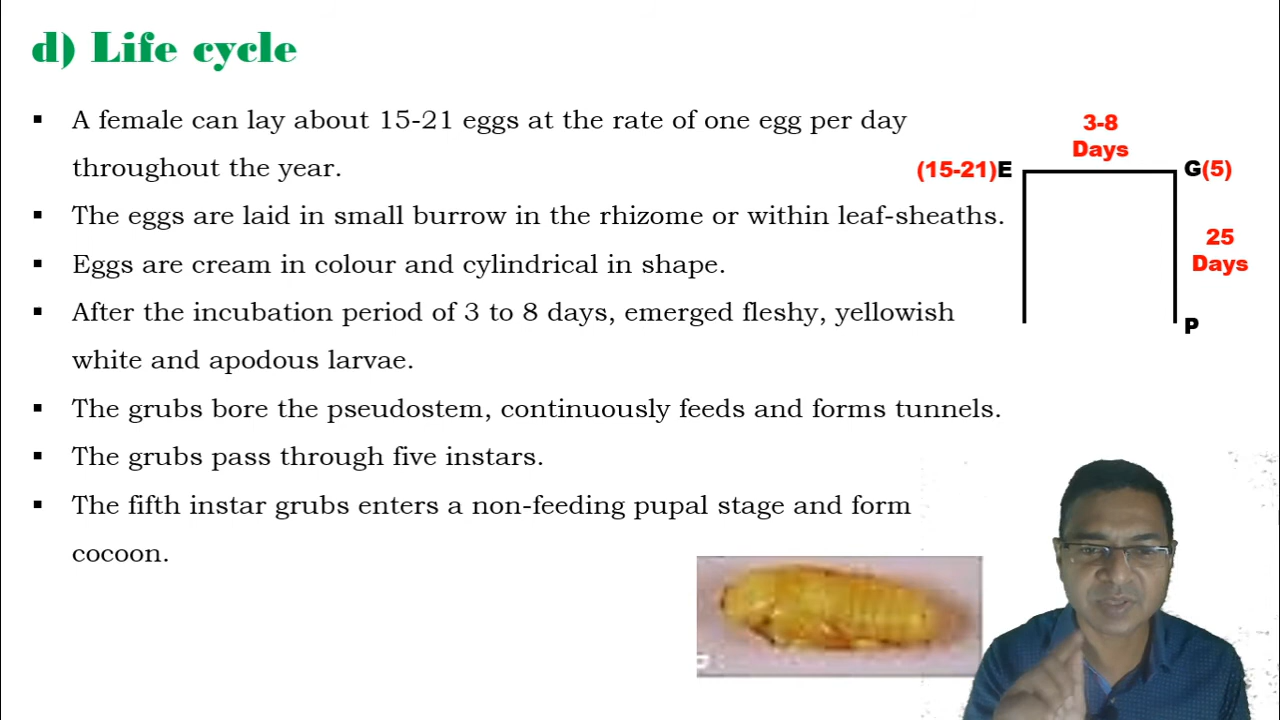 d) Life cycle
▪ A female can lay about 15-21 eggs at the rate of one egg per day
throughout the year.
▪ The eggs are laid in small burrow in the rhizome or within leaf-sheaths.
▪ Eggs are cream in colour and cylindrical in shape.
▪ After the incubation period of 3 to 8 days, emerged fleshy, yellowish
white and apodous larvae.
▪ The grubs bore the pseudostem, continuously feeds and forms tunnels.
▪ The grubs pass through five instars.
▪ The fifth instar grubs enters a non-feeding pupal stage and form
cocoon.
3-8
Days
(15-21)E
G(5)
25
Days
P